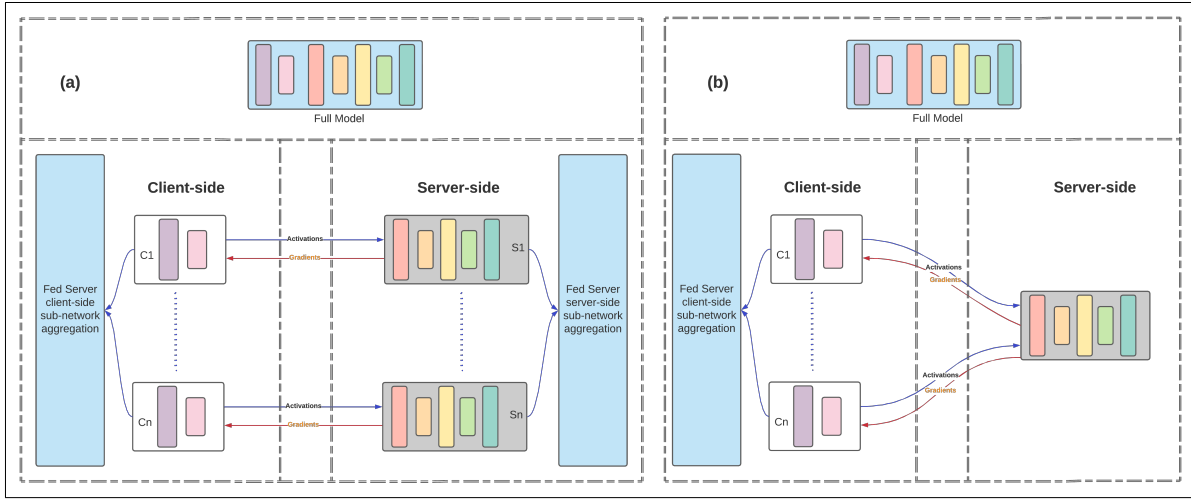 (a)
Full Model
Client-side
Server-side
Fed Server
client-side
sub-network
aggregation
C1
Activations
Gradients
S1
Cn
Activations
Gradients
Sn
Fed Server
server-side
sub-network
aggregation
(b)
Full Model
Client-side
Server-side
Fed Server
client-side
sub-network
aggregation
C1
Activations
Gradients
Cn
Activations
Gradients